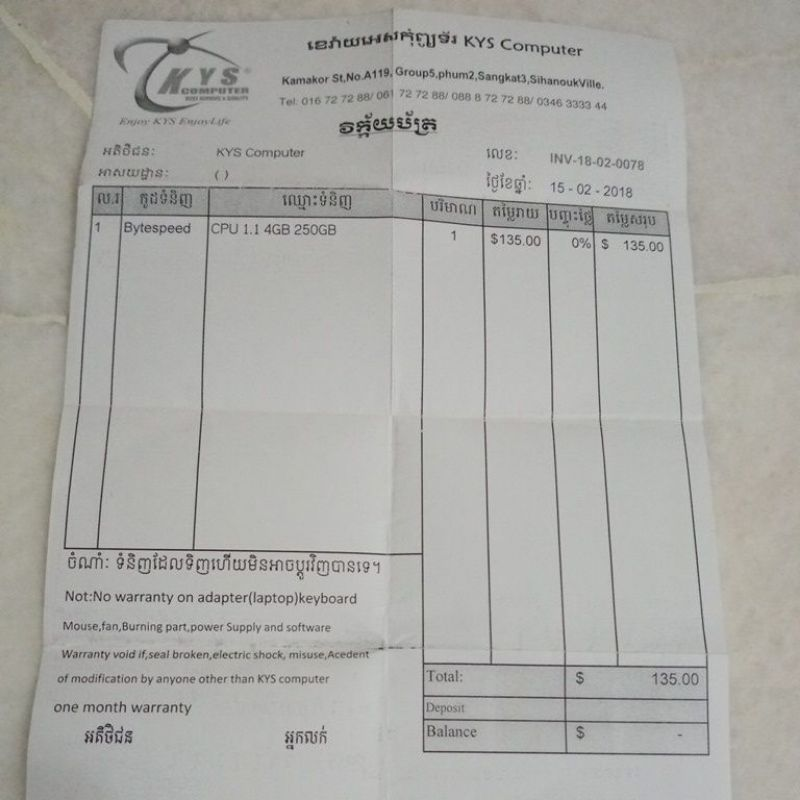 ខេវ៉ាយអេសកុំព្យូទ័រ KYS Computer
KYS
COMPUTER
Kamakor St,No.A119, Group5,phum2,Sangkat3,SihanoukVille.
Tel: 016 72 72 88/ 061 72 72 88/ 088 8 72 72 88/ 0346 3333 44
Enjoy KYS EnjoyLife
វិក្ក័យប័ត្រ
អតិថិជនៈ KYS Computer លេខៈ INV-18-02-0078
អាសយដ្ឋានៈ ( ) ថ្ងៃខែឆ្នាំៈ 15 - 02 - 2018
ល.រ កូដទំនិញ ឈ្មោះទំនិញ បរិមាណ តម្លៃរាយ បញ្ចុះថ្លៃ តម្លៃសរុប
1 Bytespeed CPU 1.1 4GB 250GB 1 $135.00 0% $ 135.00
ចំណាំៈ ទំនិញដែលទិញហើយមិនអាចប្តូរវិញបានទេ។
Not:No warranty on adapter(laptop)keyboard
Mouse,fan,Burning part,power Supply and software
Warranty void if,seal broken,electric shock, misuse,Acedent
of modification by anyone other than KYS computer
one month warranty
Total: $ 135.00
Deposit
Balance $ -
អតិថិជន អ្នកលក់